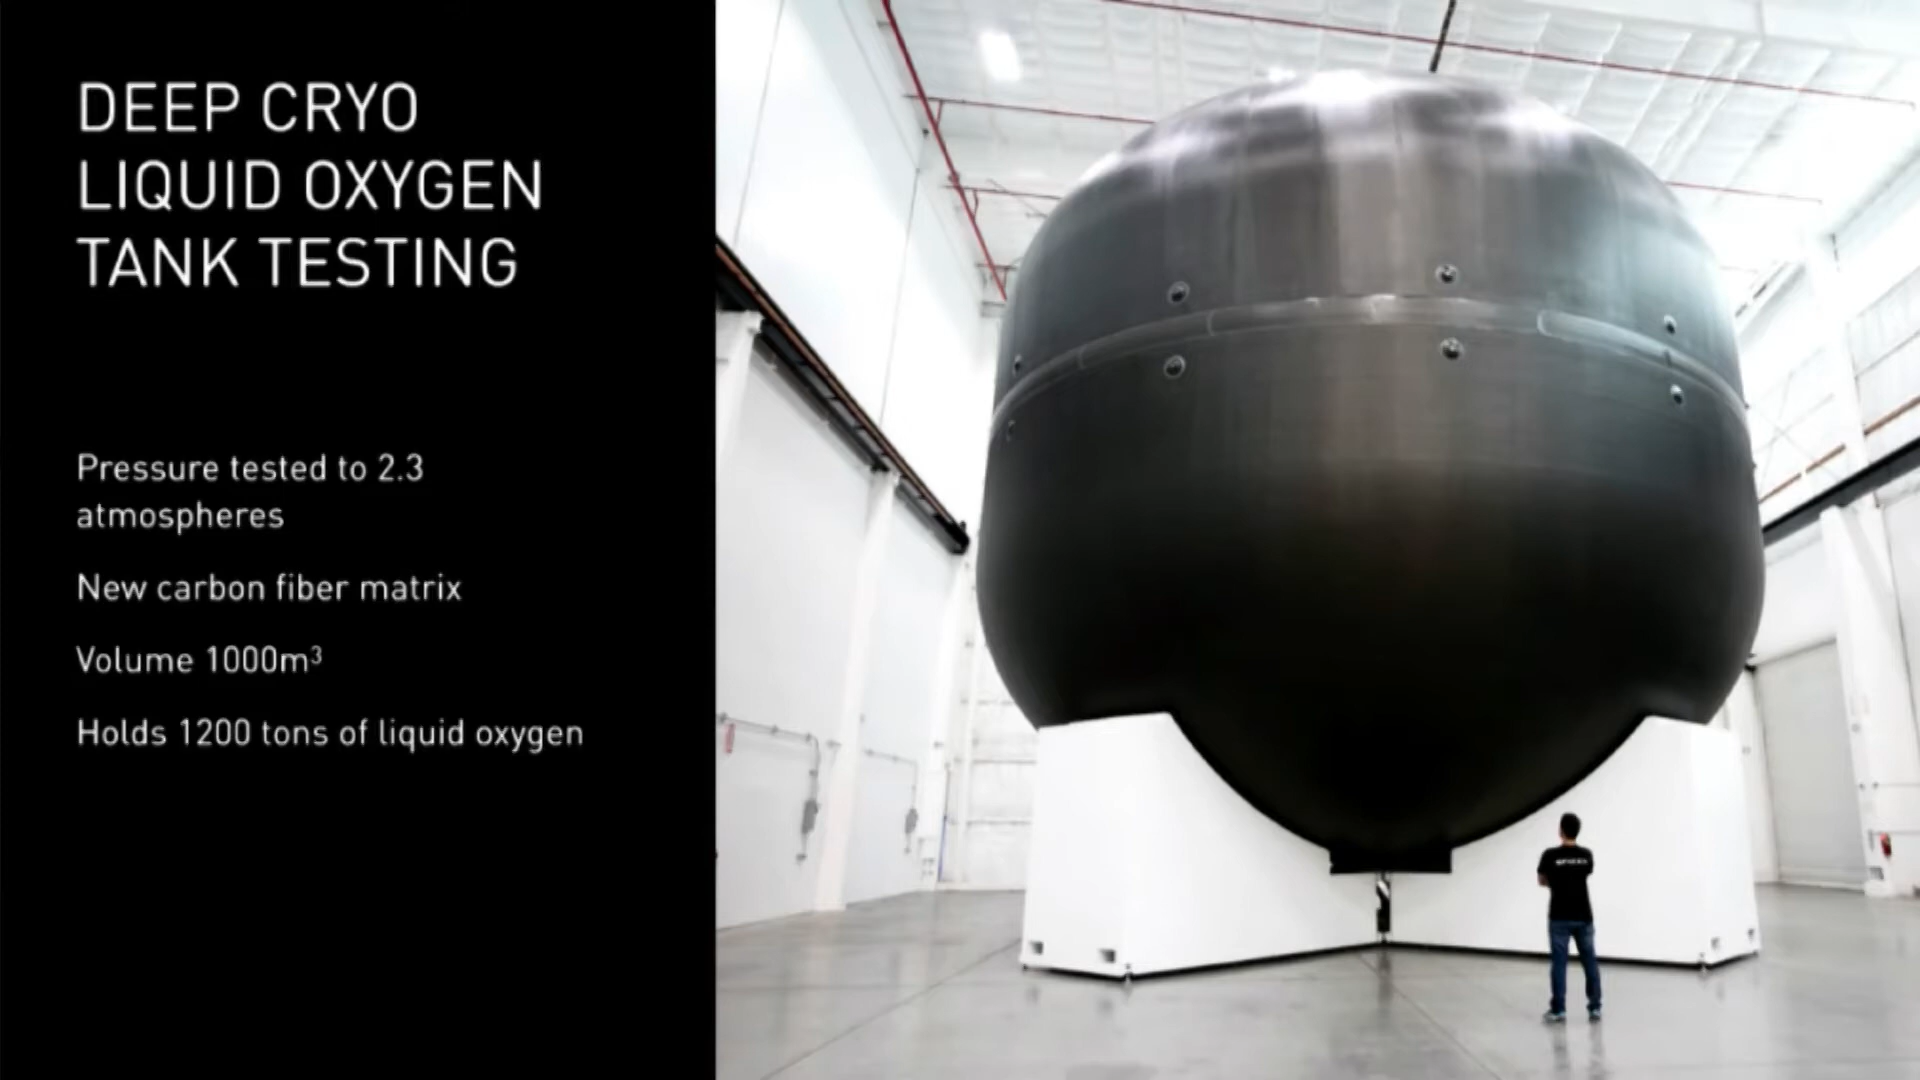 DEEP CRYO
LIQUID OXYGEN
TANK TESTING
Pressure tested to 2.3
atmospheres
New carbon fiber matrix
Volume 1000m³
Holds 1200 tons of liquid oxygen